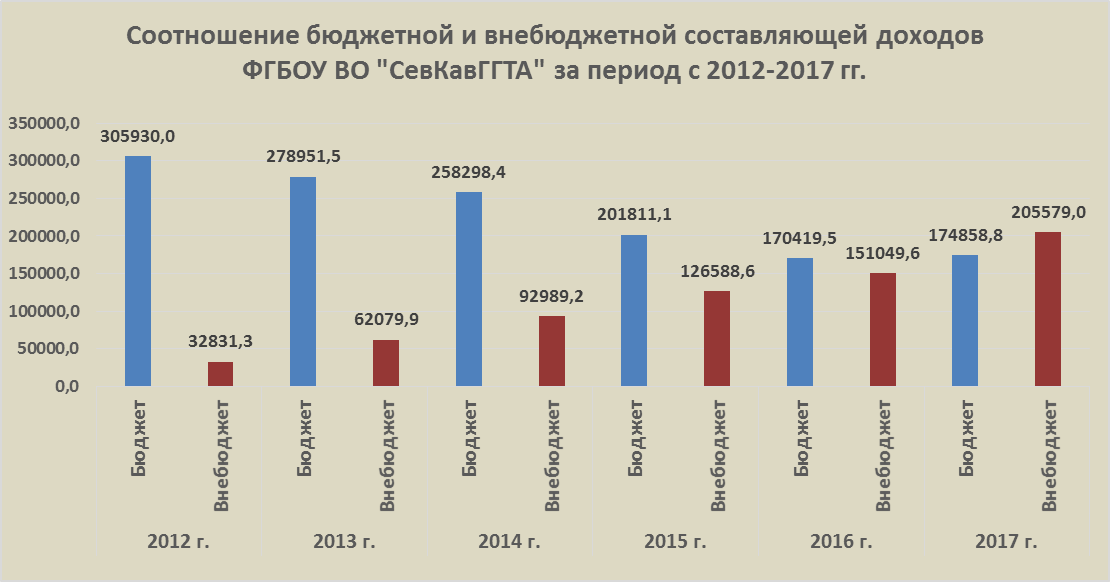 Соотношение бюджетной и внебюджетной составляющей доходов
ФГБОУ ВО "СевКавГГТА" за период с 2012-2017 гг.
350000,0
300000,0
250000,0
200000,0
150000,0
100000,0
50000,0
0,0
305930,0
32831,3
278951,5
62079,9
258298,4
92989,2
201811,1
126588,6
170419,5
151049,6
174858,8
205579,0
Бюджет
Внебюджет
Бюджет
Внебюджет
Бюджет
Внебюджет
Бюджет
Внебюджет
Бюджет
Внебюджет
Бюджет
Внебюджет
2012 г.
2013 г.
2014 г.
2015 г.
2016 г.
2017 г.